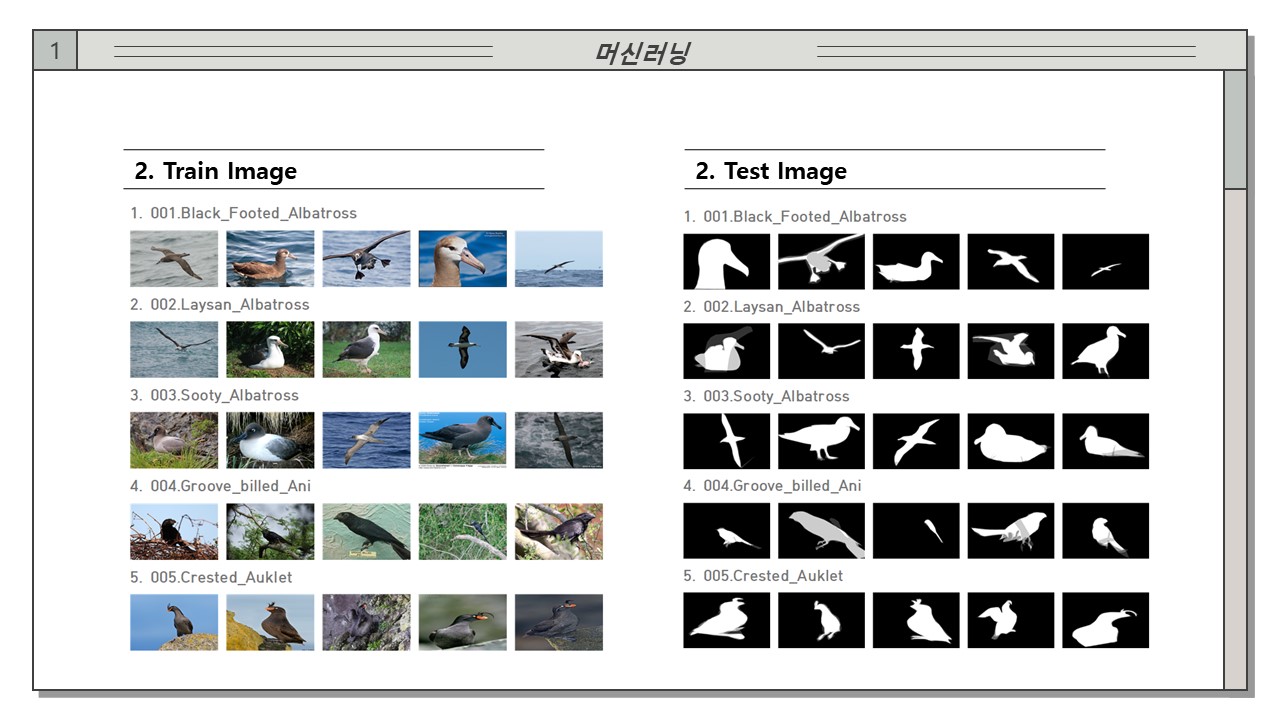 1
머신러닝
2. Train Image
1. 001.Black_Footed_Albatross
2. 002.Laysan_Albatross
3. 003.Sooty_Albatross
4. 004.Groove_billed_Ani
5. 005.Crested_Auklet
2. Test Image
1. 001.Black_Footed_Albatross
2. 002.Laysan_Albatross
3. 003.Sooty_Albatross
4. 004.Groove_billed_Ani
5. 005.Crested_Auklet